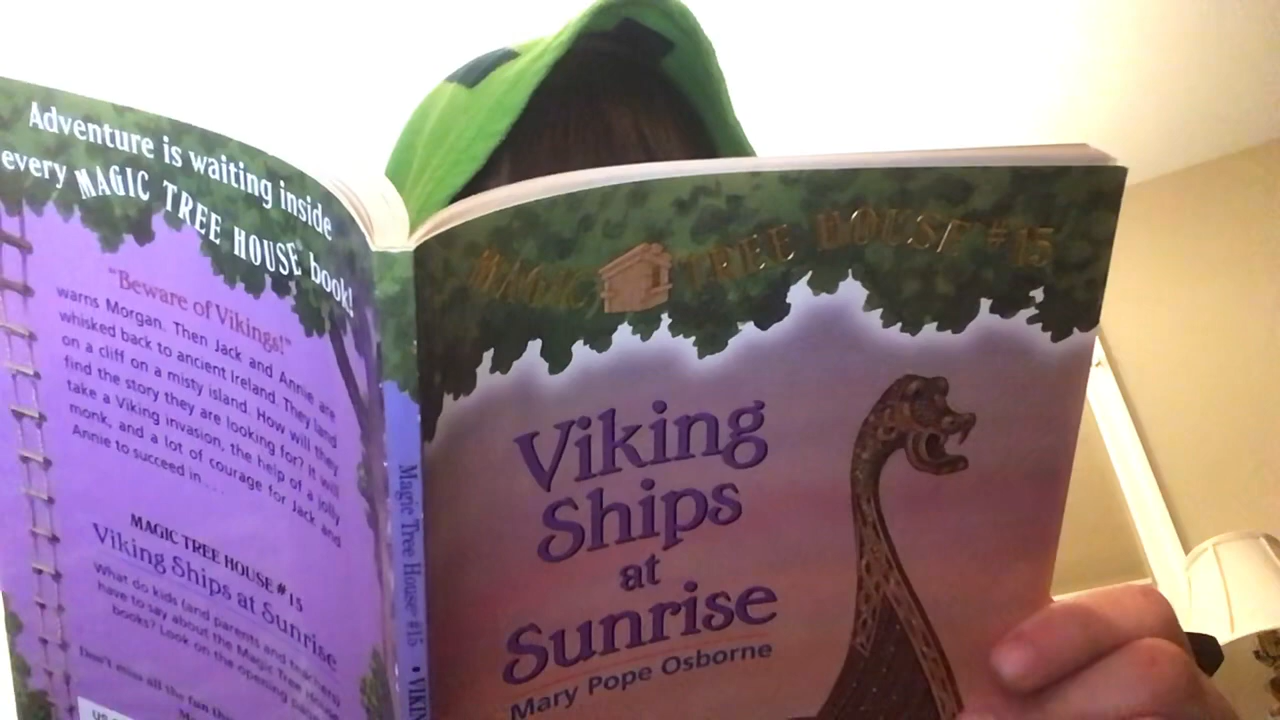 Adventure is waiting inside
every MAGIC TREE HOUSE book!
"Beware of Vikings!"
warns Morgan. Then Jack and Annie are
whisked back to ancient Ireland. They land
on a cliff on a misty island. How will they
find the story they are looking for? It will
take a Viking invasion, the help of a jolly
monk, and a lot of courage for Jack and
Annie to succeed in . . .
MAGIC TREE HOUSE #15
Viking Ships at Sunrise
What do kids (and parents and teachers)
have to say about the Magic Tree House
books? Look on the opening
Don't miss all the fun
Magic Tree House #15 •
MAGIC TREE HOUSE #15
Viking
Ships
at
Sunrise
Mary Pope Osborne